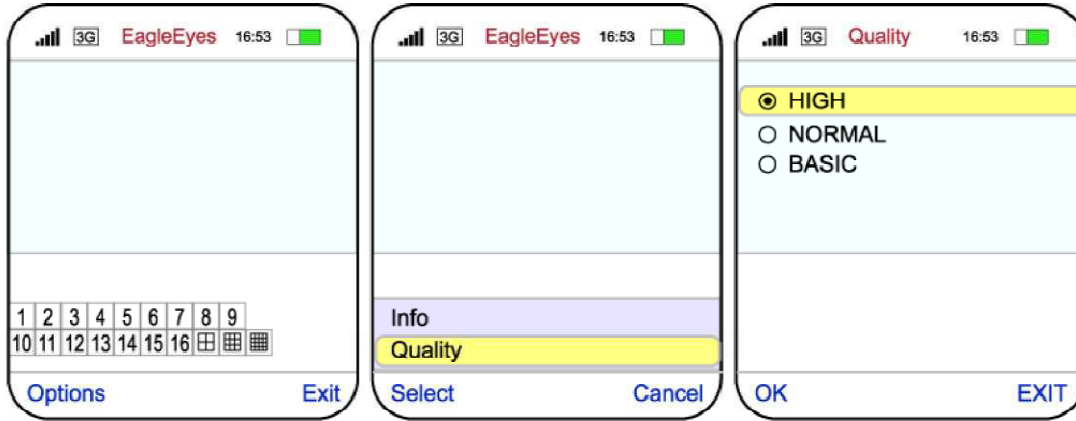 3G EagleEyes 16:53
1 2 3 4 5 6 7 8 9
10 11 12 13 14 15 16
Options Exit
3G EagleEyes 16:53
Info
Quality
Select Cancel
3G Quality 16:53
HIGH
NORMAL
BASIC
OK EXIT